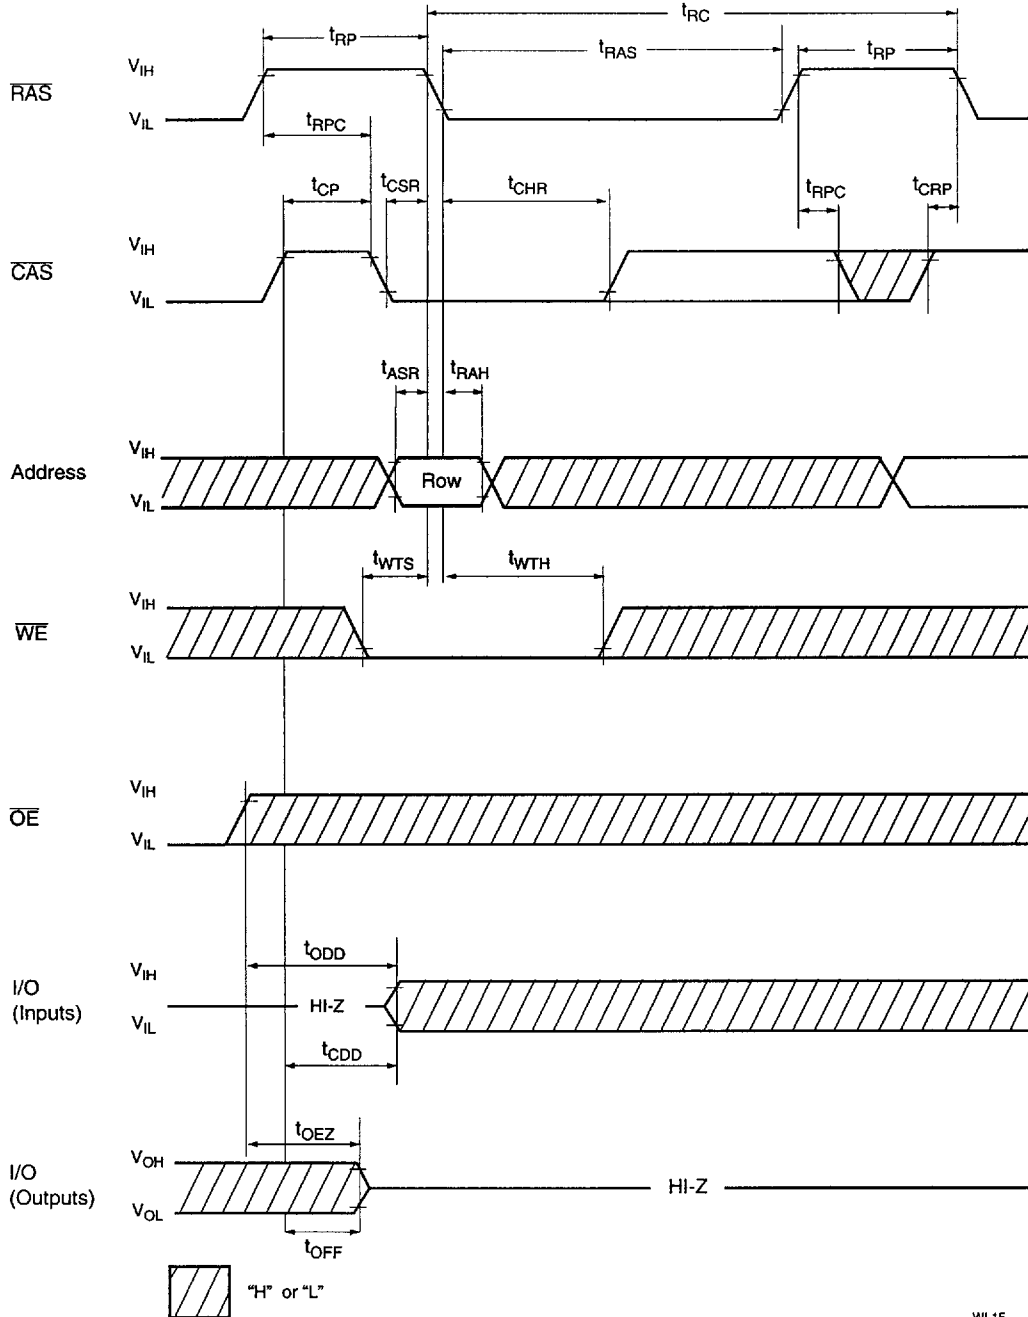 tRC
tRP
tRAS
tRP
VIH
RAS
VIL
tRPC
tCP
tCSR
tCHR
tRPC
tCRP
VIH
CAS
VIL
tASR
tRAH
VIH
Address
Row
VIL
tWTS
tWTH
VIH
WE
VIL
VIH
OE
VIL
tODD
VIH
I/O
(Inputs)
HI-Z
VIL
tCDD
tOEZ
VOH
I/O
(Outputs)
HI-Z
VOL
tOFF
"H" or "L"